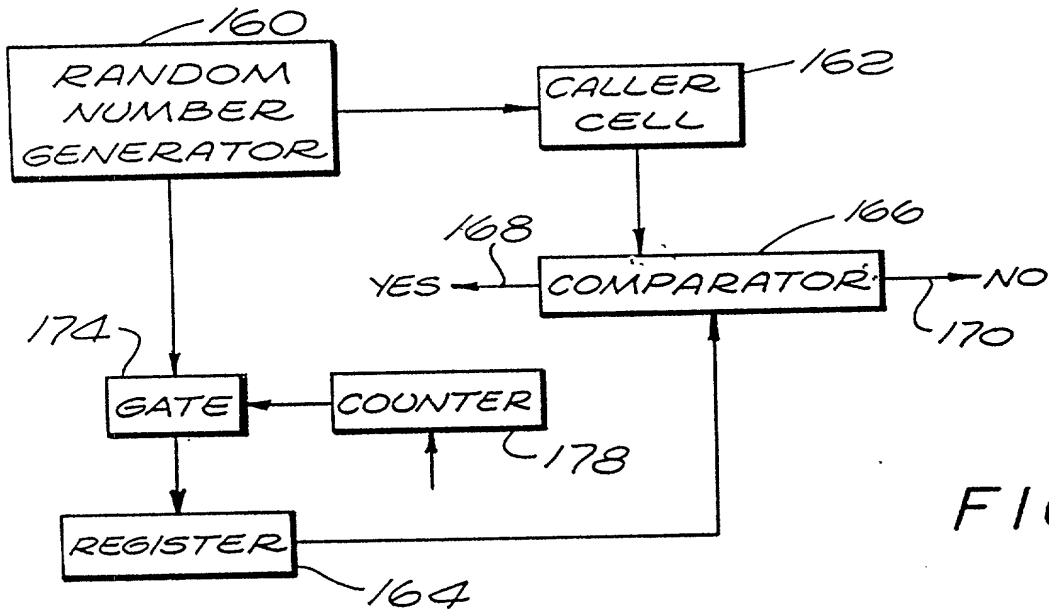 160
RANDOM
NUMBER
GENERATOR
162
CALLER
CELL
166
168
YES
COMPARATOR
NO
170
174
GATE
COUNTER
178
REGISTER
164